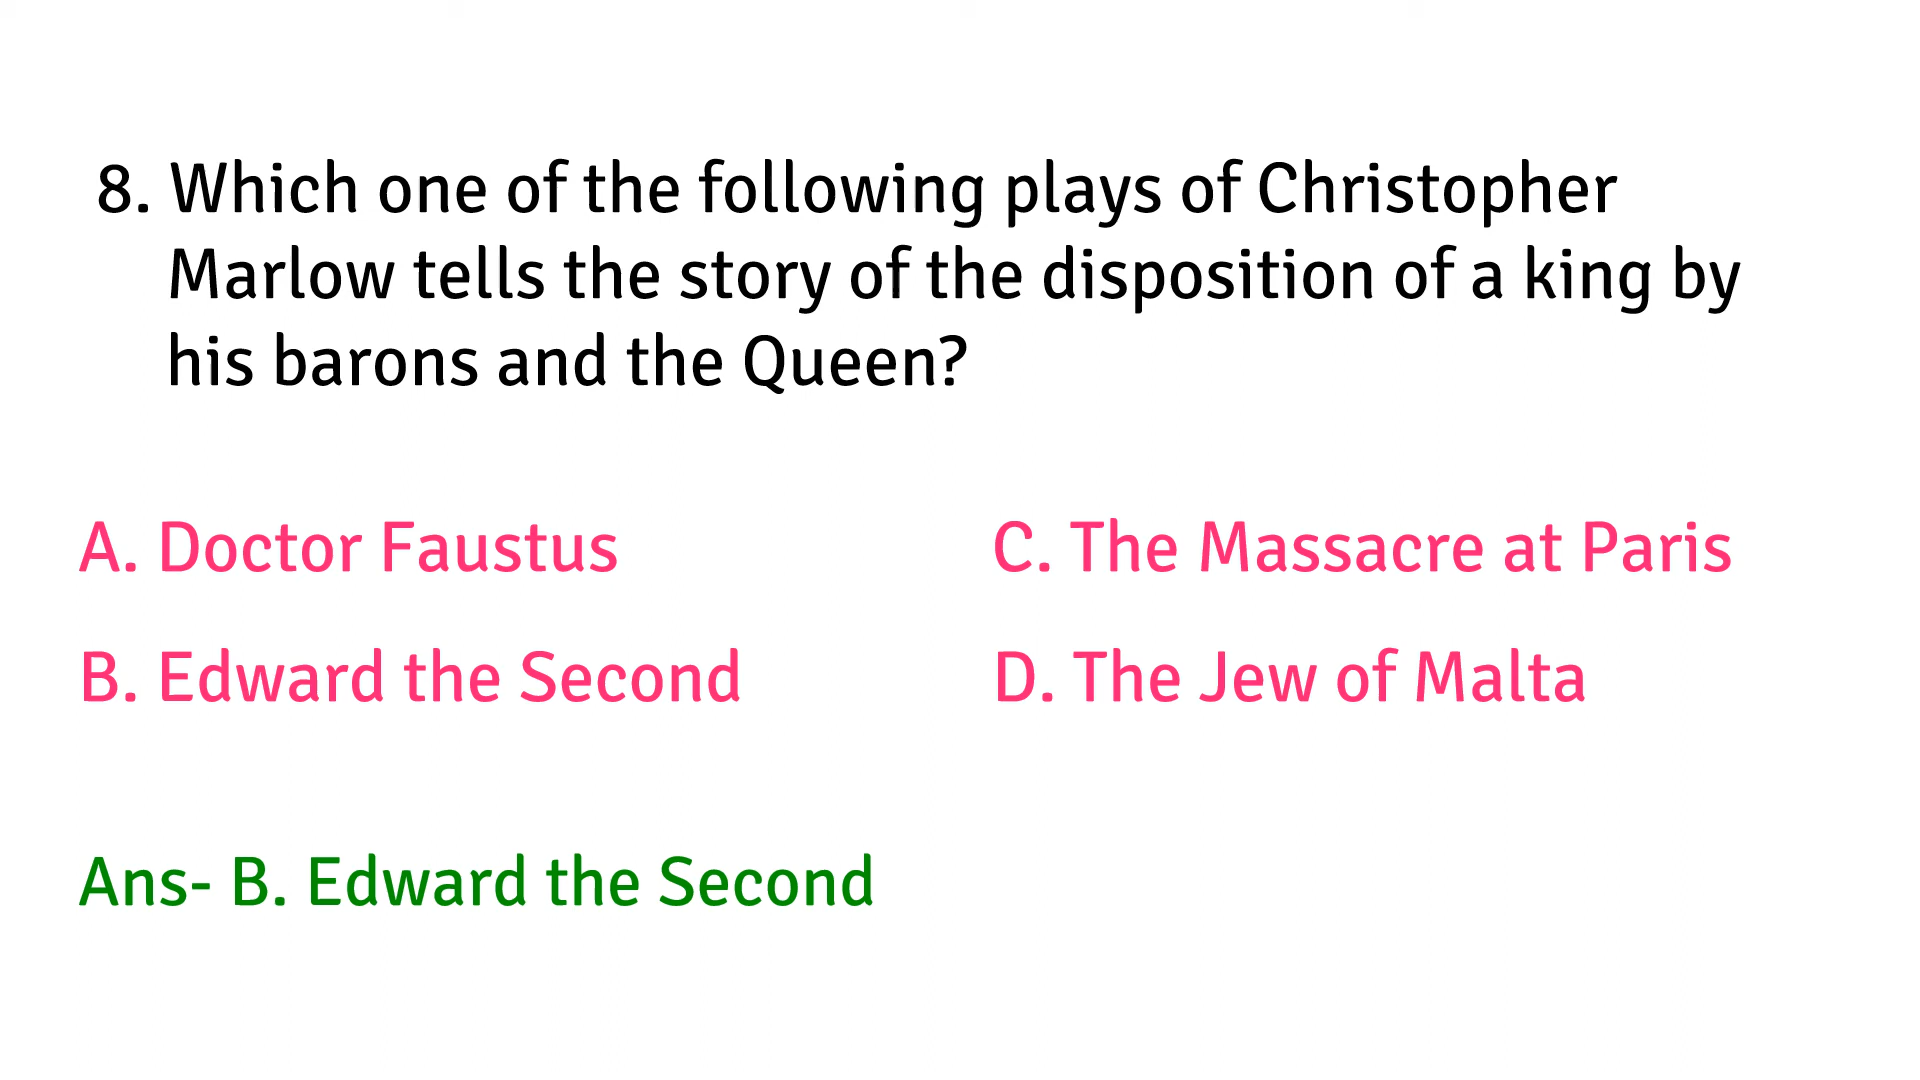 8. Which one of the following plays of Christopher
Marlow tells the story of the disposition of a king by
his barons and the Queen?
A. Doctor Faustus
B. Edward the Second
C. The Massacre at Paris
D. The Jew of Malta
Ans- B. Edward the Second